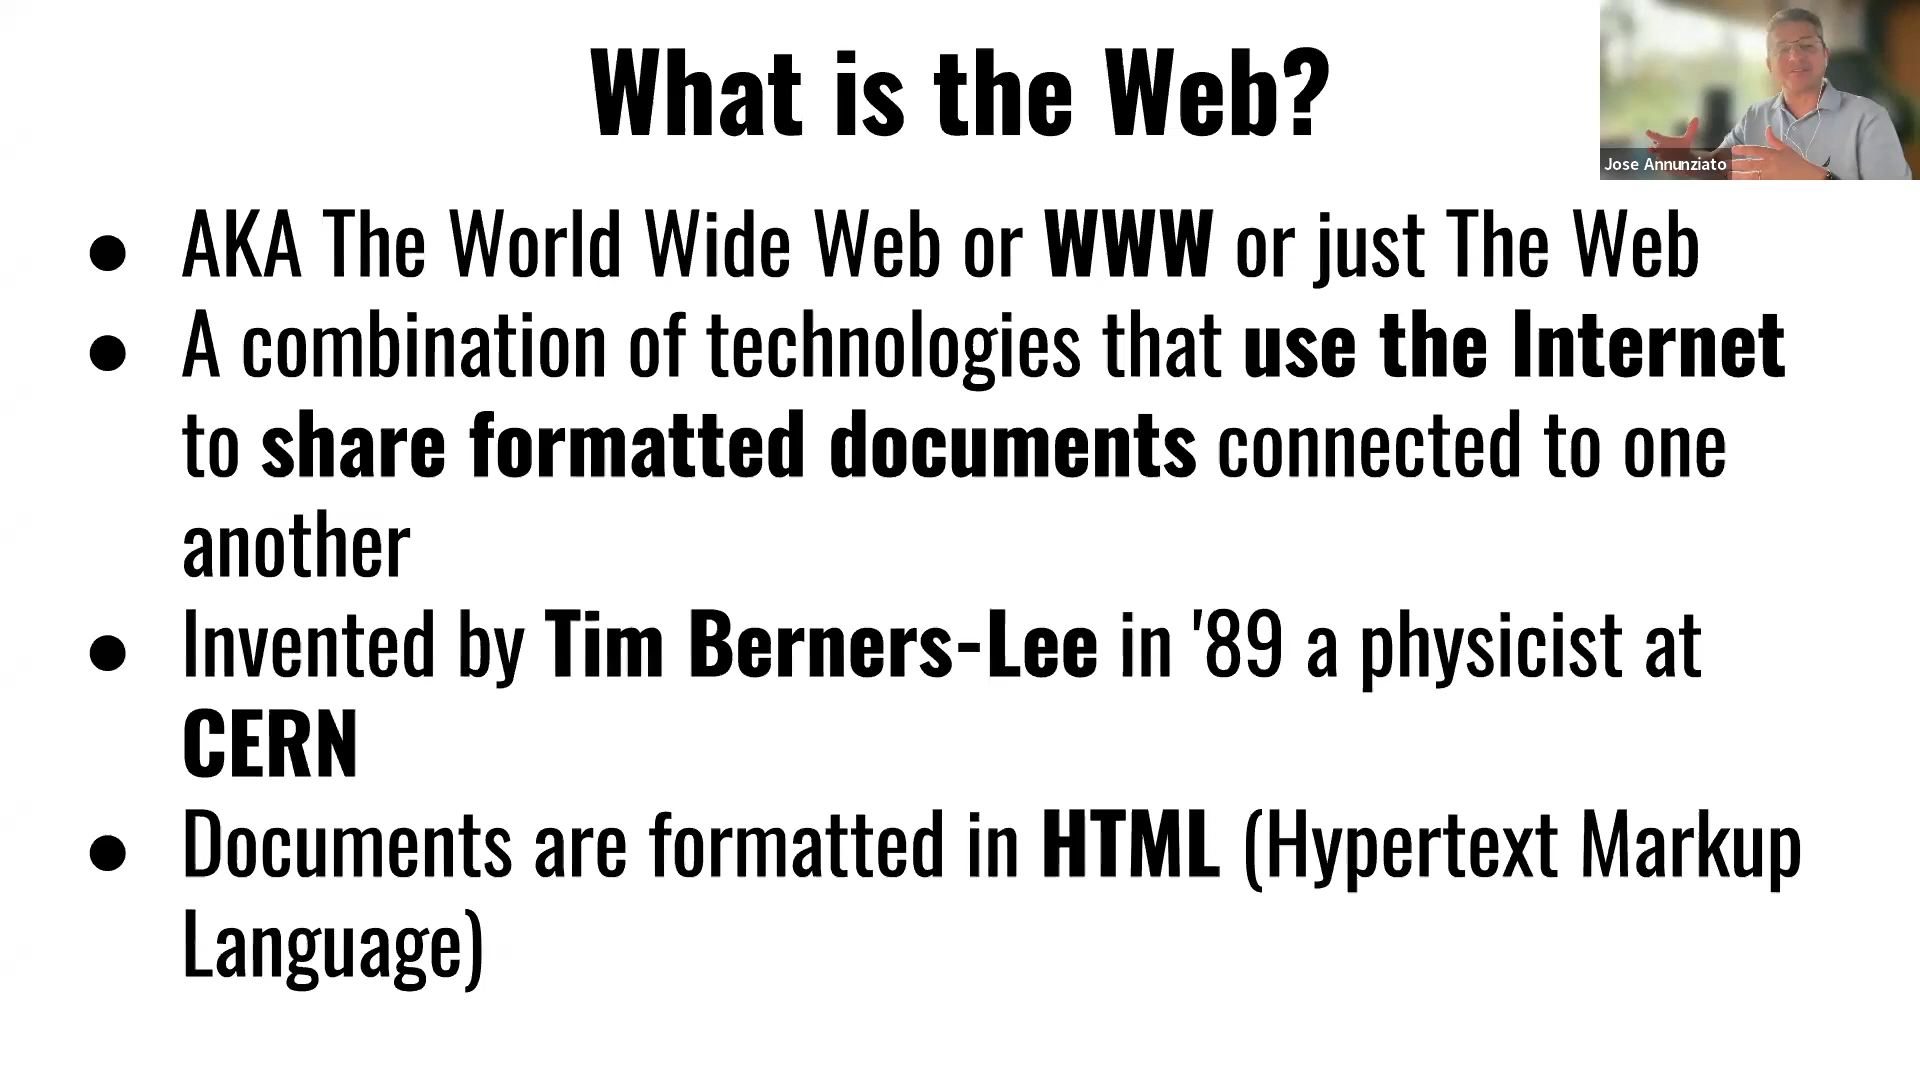 What is the Web?
Jose Annunziato
● AKA The World Wide Web or WWW or just The Web
● A combination of technologies that use the Internet
to share formatted documents connected to one
another
● Invented by Tim Berners-Lee in '89 a physicist at
CERN
● Documents are formatted in HTML (Hypertext Markup
Language)